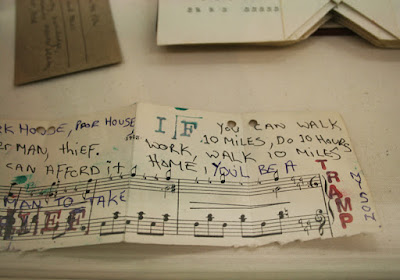 RK HOUSE, POOR HOUSE
ER MAN, THIEF.
CAN AFFORD IT
MAN TO TAKE
IEF.
IF YOU CAN WALK
10 MILES, DO 10 HOURS
WORK, WALK 10 MILES
HOME, YOU'L BE A
TRAMP
MY SON